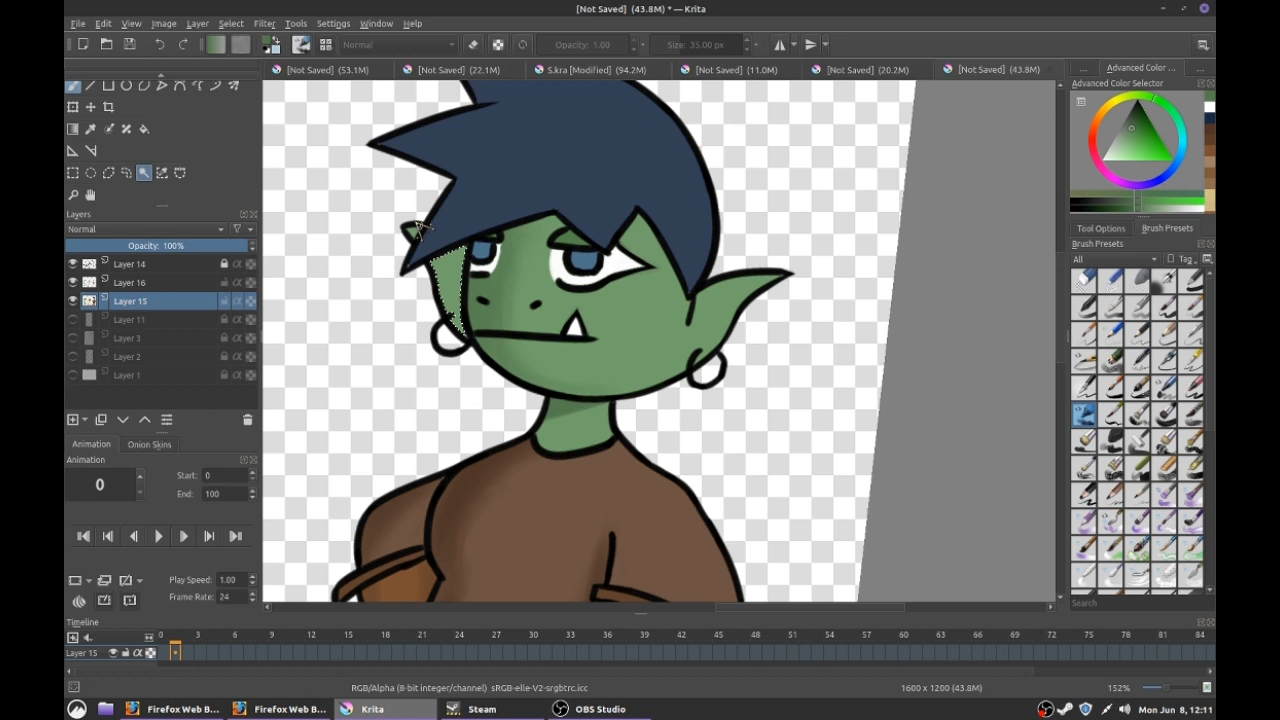 [Not Saved] (43.8M) * — Krita
File Edit View Image Layer Select Filter Tools Settings Window Help
Normal Opacity: 1.00 Size: 35.00 px
[Not Saved] (53.1M) [Not Saved] (22.1M) S.kra [Modified] (94.2M) [Not Saved] (11.0M) [Not Saved] (20.2M) [Not Saved] (43.8M) ... Advanced Color ... ...
Advanced Color Selector
Layers
Normal
Opacity: 100%
Layer 14
Layer 16
Layer 15
Layer 11
Layer 3
Layer 2
Layer 1
Tool Options Brush Presets
Brush Presets
All Tag
Search
Animation Onion Skins
Animation
0
Start: 0
End: 100
Play Speed: 1.00
Frame Rate: 24
Timeline
0 3 6 9 12 15 18 21 24 27 30 33 36 39 42 45 48 51 54 57 60 63 66 69 72 75 78 81 84
Layer 15
RGB/Alpha (8-bit integer/channel) sRGB-elle-V2-srgbtrc.icc 1600 x 1200 (43.8M) 152%
Firefox Web B... Firefox Web B... Krita Steam OBS Studio Mon Jun 8, 12:11